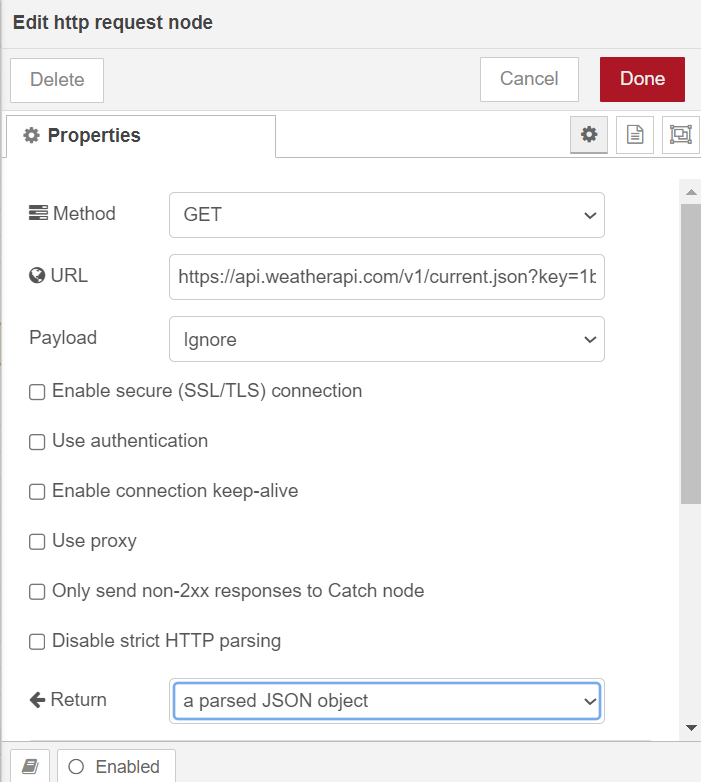 Edit http request node
Delete
Cancel
Done
Properties
Method
GET
URL
https://api.weatherapi.com/v1/current.json?key=1b
Payload
Ignore
Enable secure (SSL/TLS) connection
Use authentication
Enable connection keep-alive
Use proxy
Only send non-2xx responses to Catch node
Disable strict HTTP parsing
Return
a parsed JSON object
Enabled